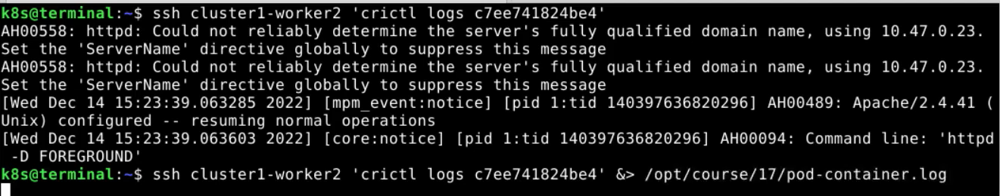 k8s@terminal:~$ ssh cluster1-worker2 'crictl logs c7ee741824be4'
AH00558: httpd: Could not reliably determine the server's fully qualified domain name, using 10.47.0.23.
Set the 'ServerName' directive globally to suppress this message
AH00558: httpd: Could not reliably determine the server's fully qualified domain name, using 10.47.0.23.
Set the 'ServerName' directive globally to suppress this message
[Wed Dec 14 15:23:39.063285 2022] [mpm_event:notice] [pid 1:tid 140397636820296] AH00489: Apache/2.4.41 (
Unix) configured -- resuming normal operations
[Wed Dec 14 15:23:39.063603 2022] [core:notice] [pid 1:tid 140397636820296] AH00094: Command line: 'httpd
 -D FOREGROUND'
k8s@terminal:~$ ssh cluster1-worker2 'crictl logs c7ee741824be4' &> /opt/course/17/pod-container.log